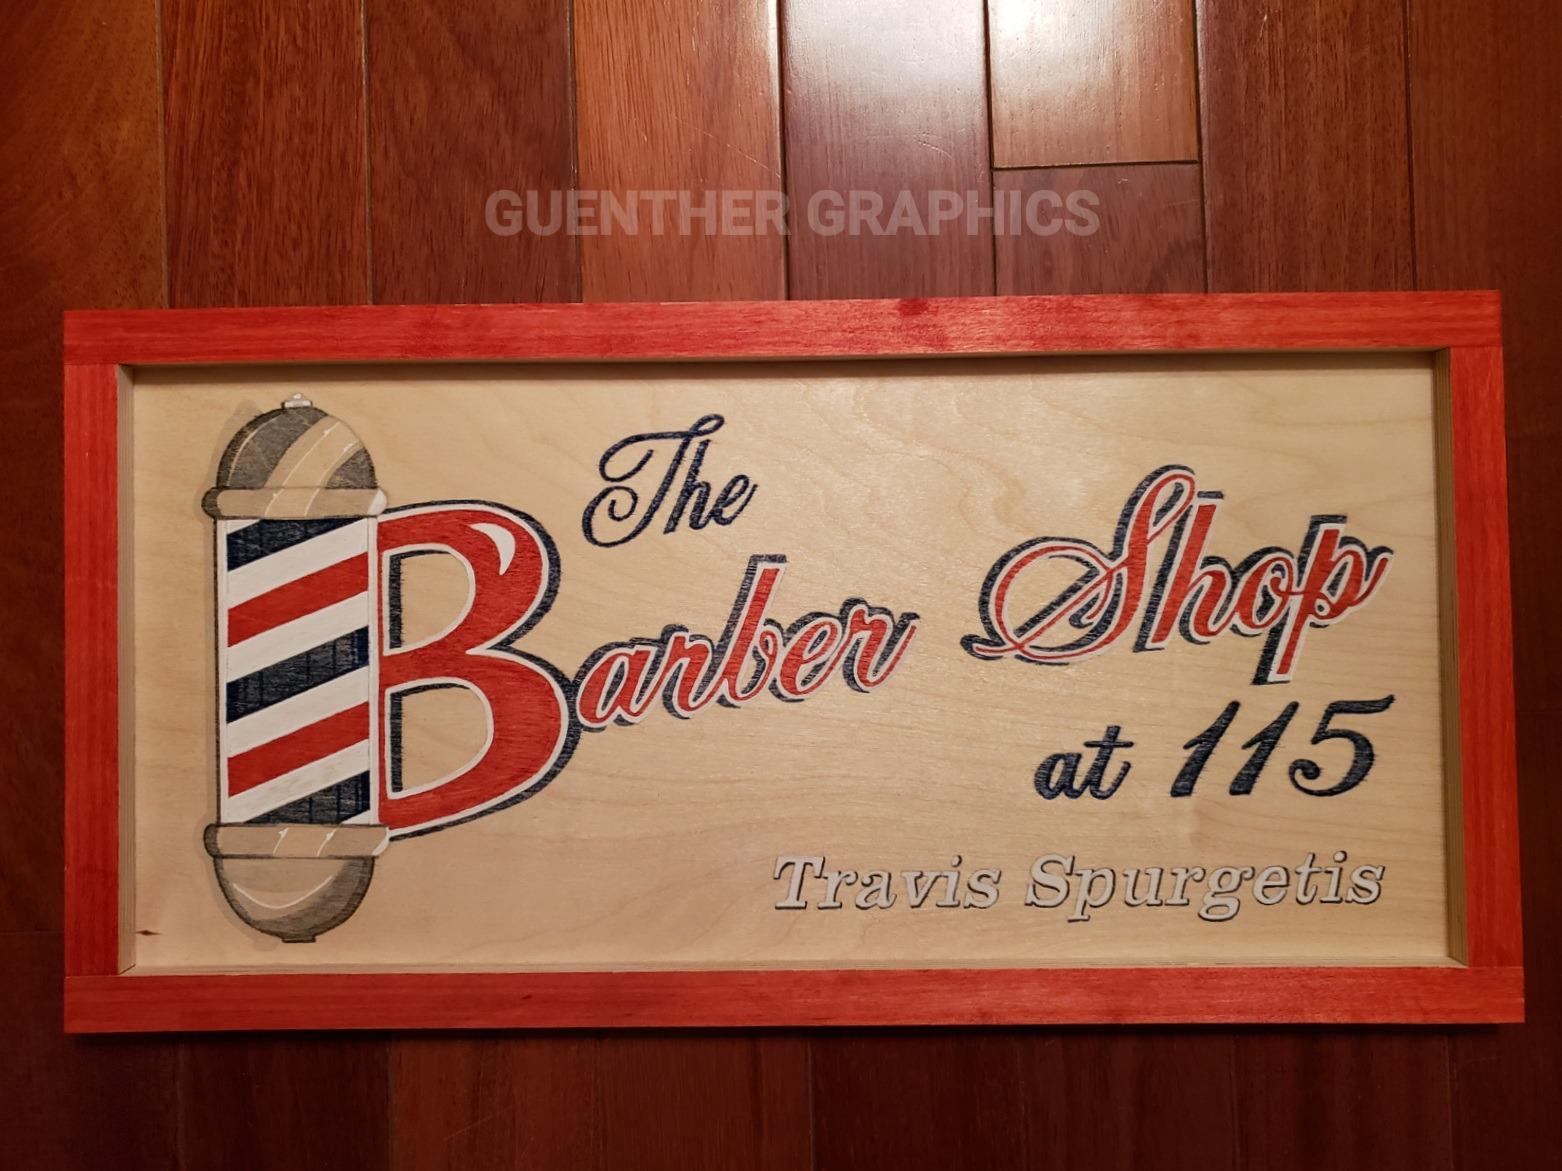 GUENTHER GRAPHICS
The
Barber Shop
at 115
Travis Spurgetis